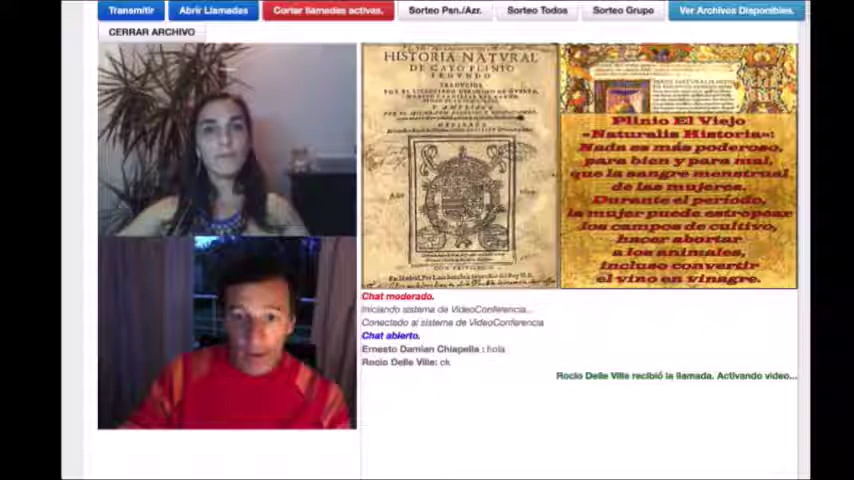 Transmitir
Abrir Llamadas
Cortar llamadas activas.
Sorteo Pan./Azr.
Sorteo Todos
Sorteo Grupo
Ver Archivos Disponibles.
CERRAR ARCHIVO
HISTORIA NATVRAL
DE CAYO PLINIO
SEGVNDO
Plinio El Viejo
«Naturalis Historia»:
Nada es más poderoso,
para bien y para mal,
que la sangre menstrual
de las mujeres.
Durante el período,
la mujer puede estropear
los campos de cultivo,
hacer abortar
a los animales,
incluso convertir
el vino en vinagre.
Chat moderado.
Iniciando sistema de VideoConferencia...
Conectado al sistema de VideoConferencia
Chat abierto.
Ernesto Damian Chiapella : hola
Rocio Delle Ville: ok
Rocio Delle Ville recibió la llamada. Activando video...